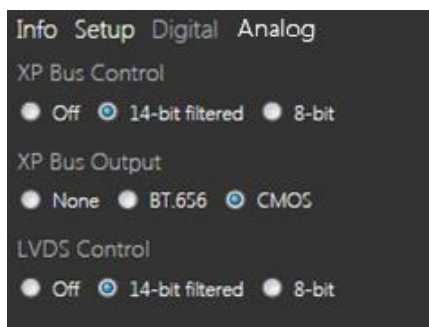 Info Setup Digital Analog
XP Bus Control
Off 14-bit filtered 8-bit
XP Bus Output
None BT.656 CMOS
LVDS Control
Off 14-bit filtered 8-bit